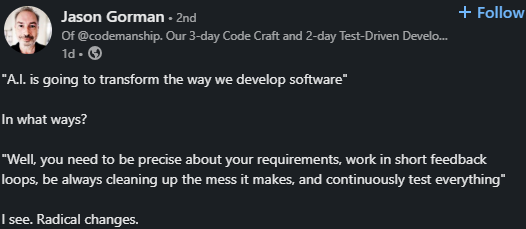 Jason Gorman • 2nd
+ Follow
Of @codemanship. Our 3-day Code Craft and 2-day Test-Driven Develo...
1d •
"A.I. is going to transform the way we develop software"
In what ways?
"Well, you need to be precise about your requirements, work in short feedback
loops, be always cleaning up the mess it makes, and continuously test everything"
I see. Radical changes.